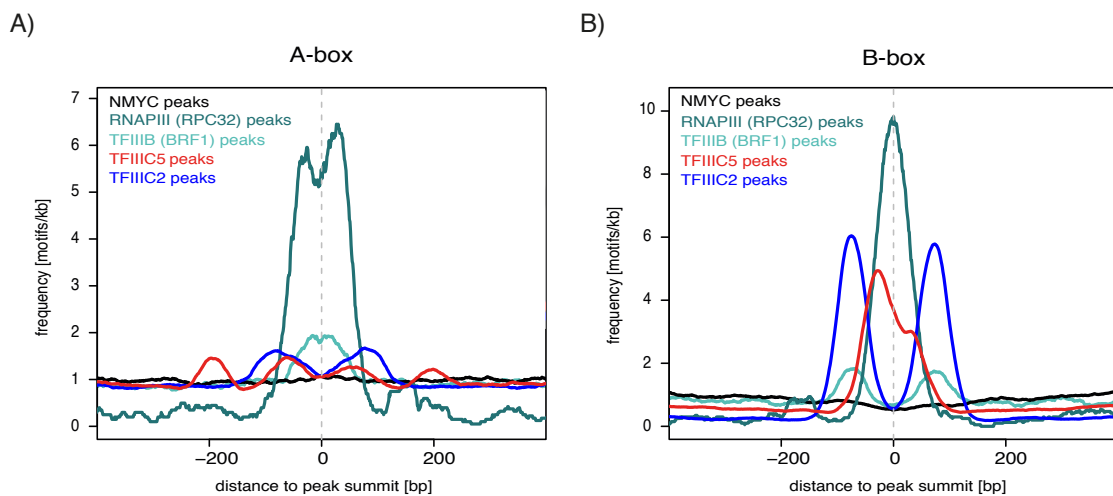 A)
A-box
NMYC peaks
RNAPIII (RPC32) peaks
TFIIIB (BRF1) peaks
TFIIIC5 peaks
TFIIIC2 peaks
frequency [motifs/kb]
7
6
5
4
3
2
1
0
−200
0
200
distance to peak summit [bp]
B)
B-box
NMYC peaks
RNAPIII (RPC32) peaks
TFIIIB (BRF1) peaks
TFIIIC5 peaks
TFIIIC2 peaks
frequency [motifs/kb]
10
8
6
4
2
0
−200
0
200
distance to peak summit [bp]